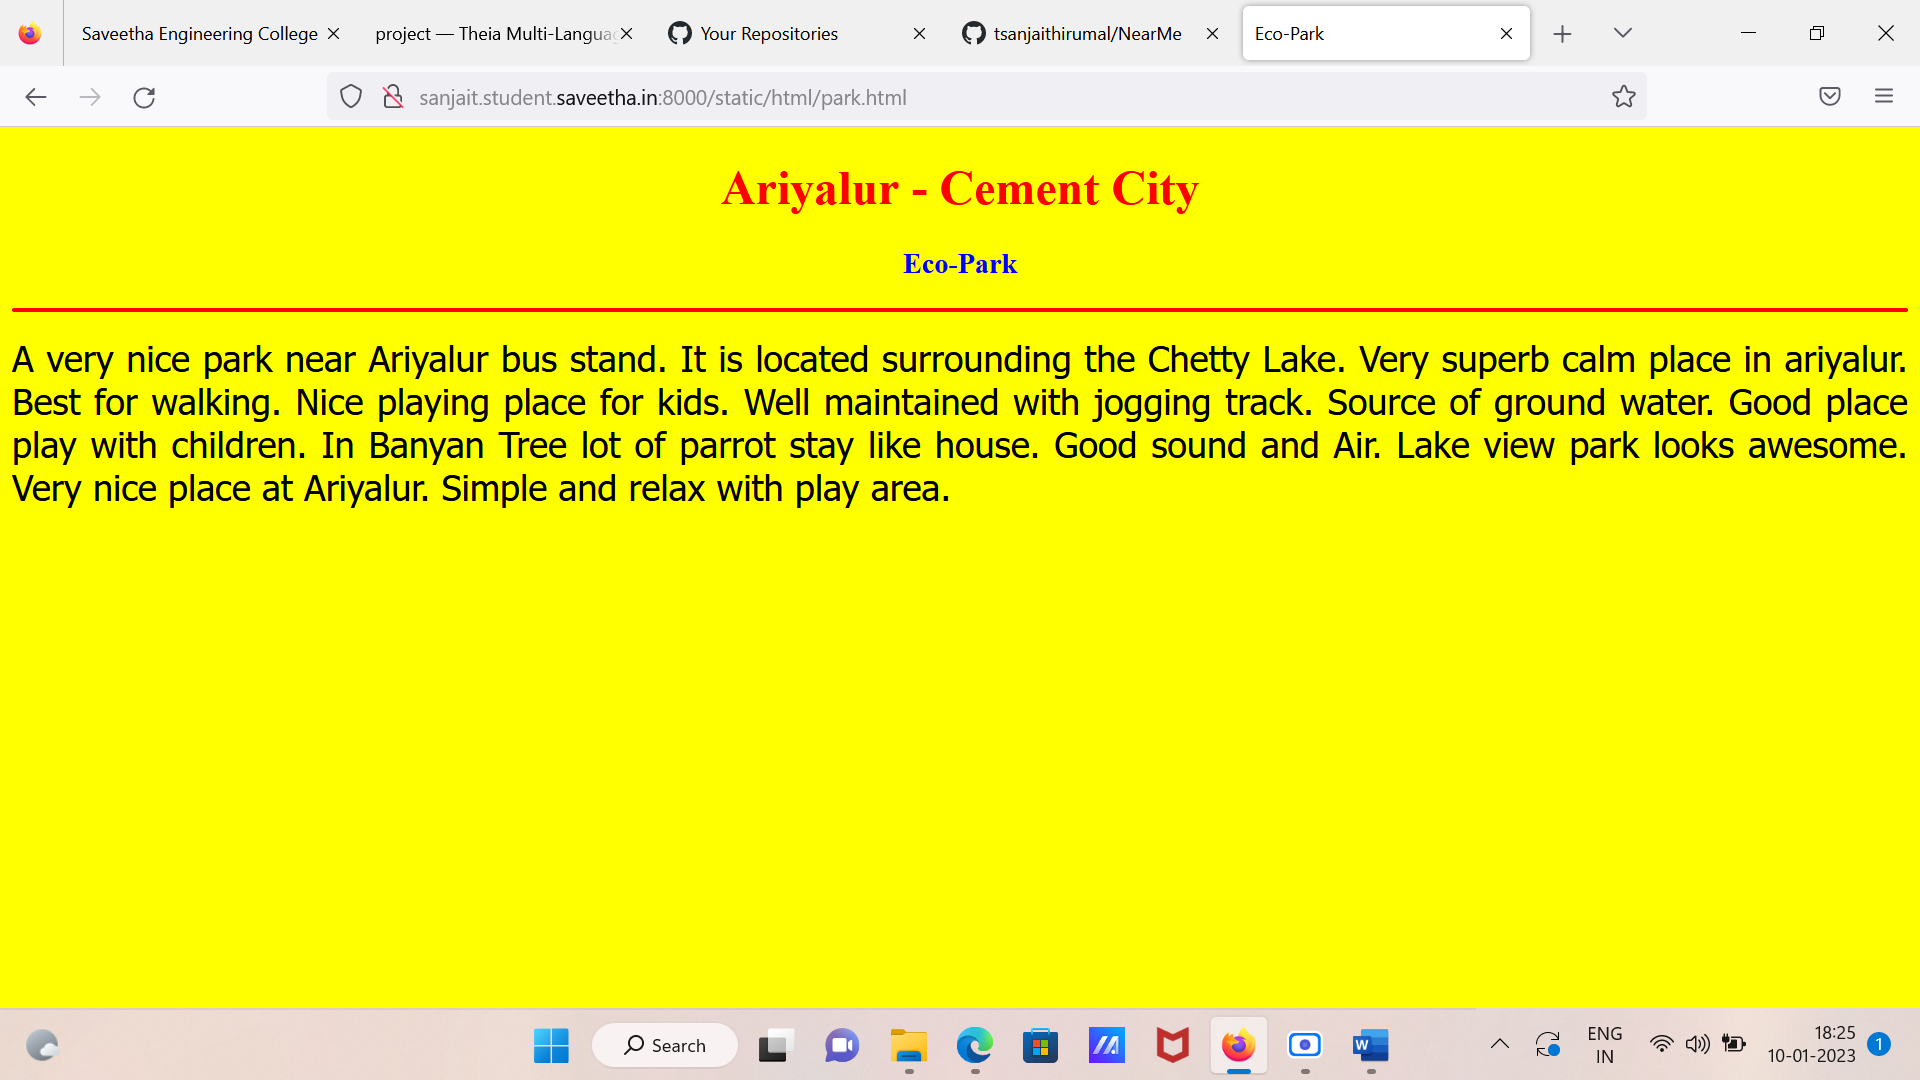 Saveetha Engineering College
project — Theia Multi-Langua
Your Repositories
tsanjaithirumal/NearMe
Eco-Park
sanjait.student.saveetha.in:8000/static/html/park.html
Ariyalur - Cement City
Eco-Park
A very nice park near Ariyalur bus stand. It is located surrounding the Chetty Lake. Very superb calm place in ariyalur.
Best for walking. Nice playing place for kids. Well maintained with jogging track. Source of ground water. Good place
play with children. In Banyan Tree lot of parrot stay like house. Good sound and Air. Lake view park looks awesome.
Very nice place at Ariyalur. Simple and relax with play area.
Search
W
ENG
IN
18:25
10-01-2023
1